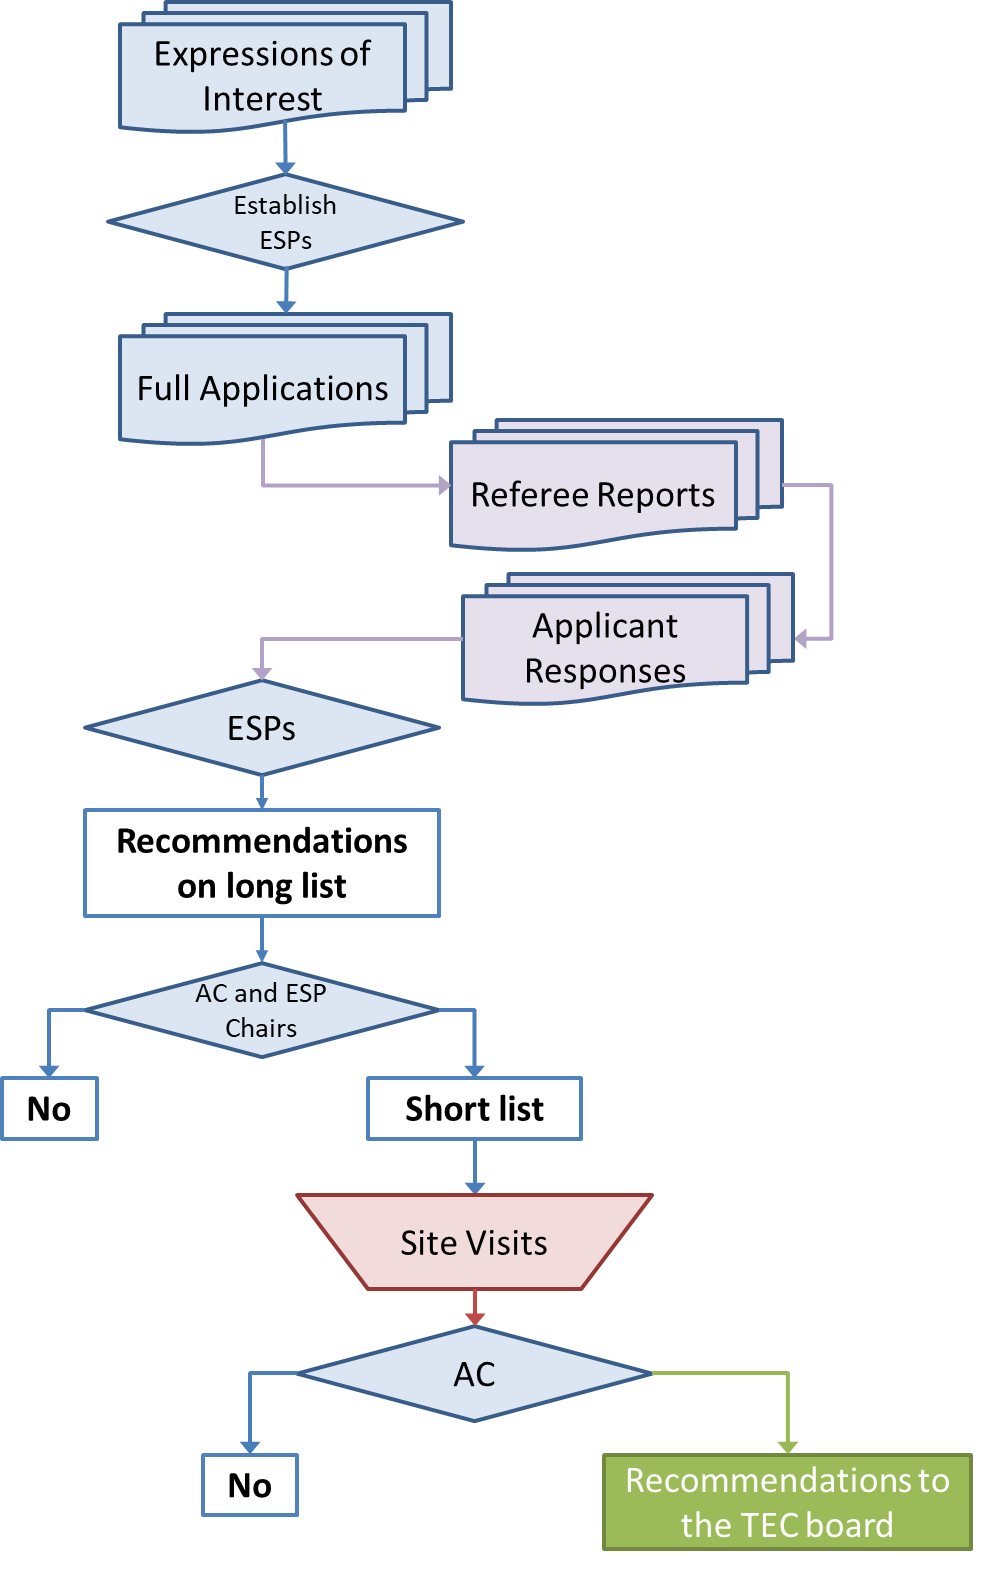 Expressions of
Interest
Establish
ESPs
Full Applications
Referee Reports
Applicant
Responses
ESPs
Recommendations
on long list
AC and ESP
Chairs
No
Short list
Site Visits
AC
No
Recommendations to
the TEC board